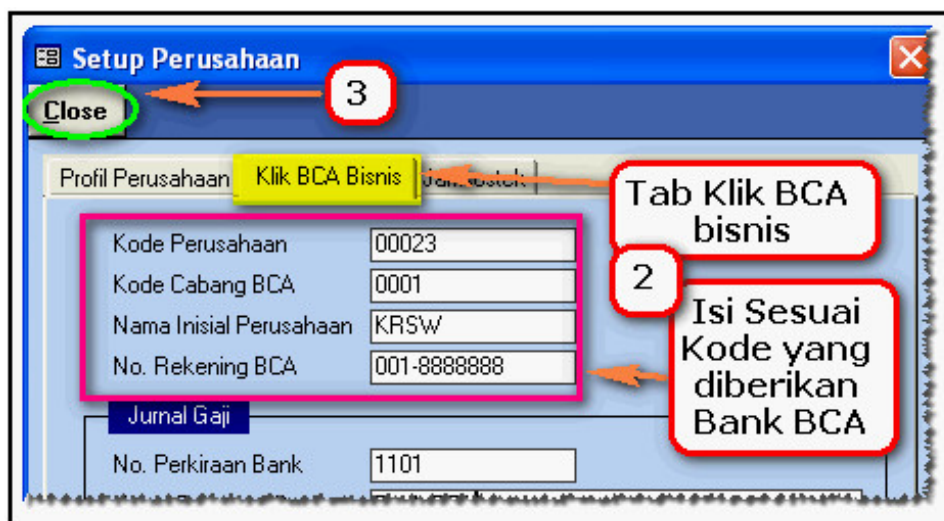 Setup Perusahaan
Close
3
Profil Perusahaan
Klik BCA Bisnis
Tab Klik BCA
bisnis
Kode Perusahaan 00023
Kode Cabang BCA 0001
Nama Inisial Perusahaan KRSW
No. Rekening BCA 001-8888888
2
Isi Sesuai
Kode yang
diberikan
Bank BCA
Jurnal Gaji
No. Perkiraan Bank 1101